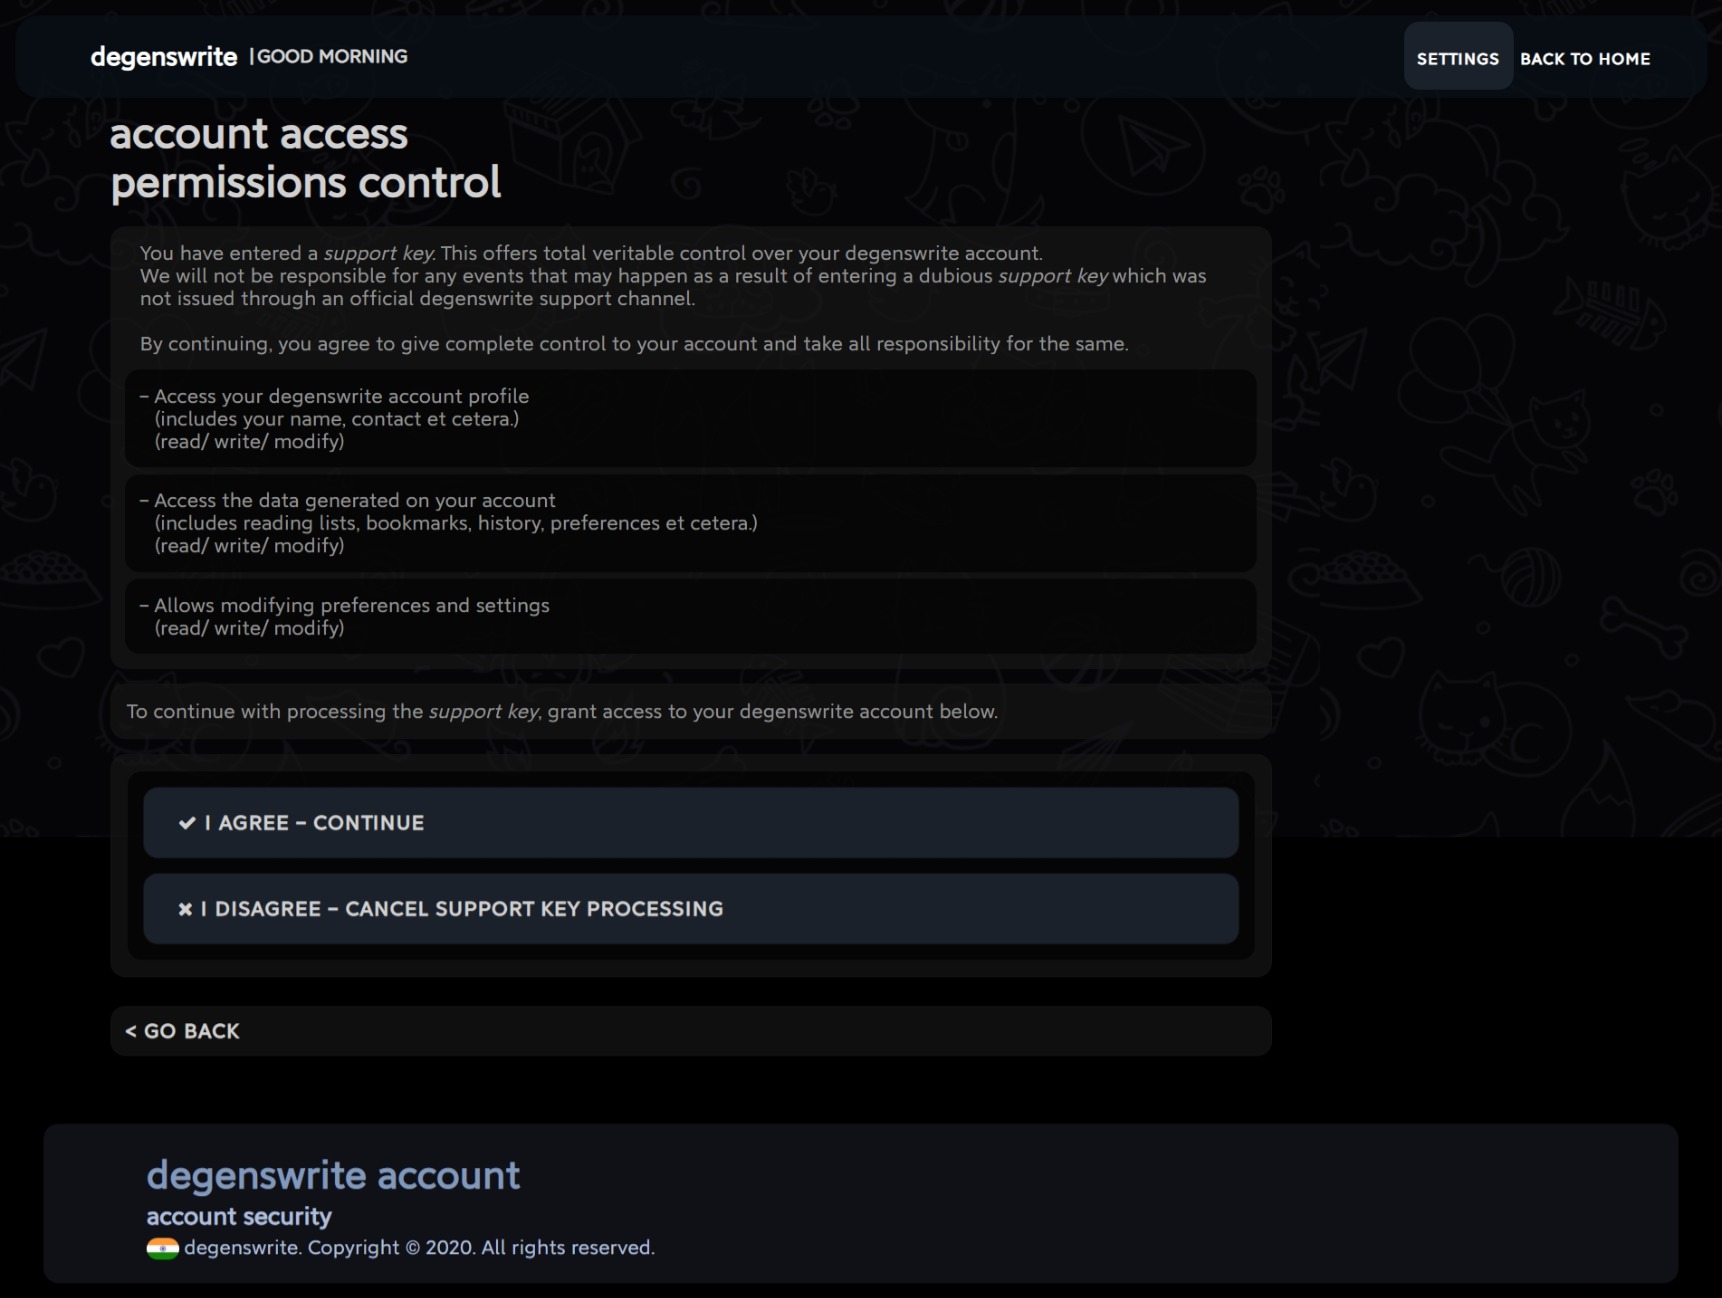 degenswrite | GOOD MORNING
SETTINGS BACK TO HOME
account access
permissions control
You have entered a support key. This offers total veritable control over your degenswrite account.
We will not be responsible for any events that may happen as a result of entering a dubious support key which was
not issued through an official degenswrite support channel.
By continuing, you agree to give complete control to your account and take all responsibility for the same.
– Access your degenswrite account profile
(includes your name, contact et cetera.)
(read/ write/ modify)
– Access the data generated on your account
(includes reading lists, bookmarks, history, preferences et cetera.)
(read/ write/ modify)
– Allows modifying preferences and settings
(read/ write/ modify)
To continue with processing the support key, grant access to your degenswrite account below.
✔ I AGREE – CONTINUE
✖ I DISAGREE – CANCEL SUPPORT KEY PROCESSING
< GO BACK
degenswrite account
account security
degenswrite. Copyright © 2020. All rights reserved.